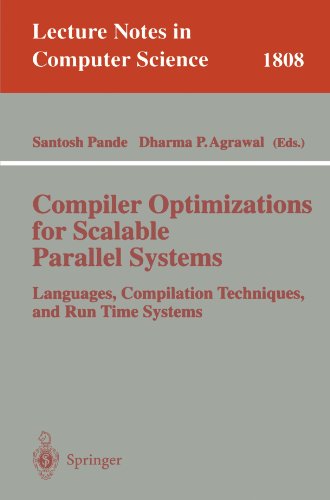 Lecture Notes in
Computer Science 1808
Santosh Pande Dharma P. Agrawal (Eds.)
Compiler Optimizations
for Scalable
Parallel Systems
Languages, Compilation Techniques,
and Run Time Systems
Springer